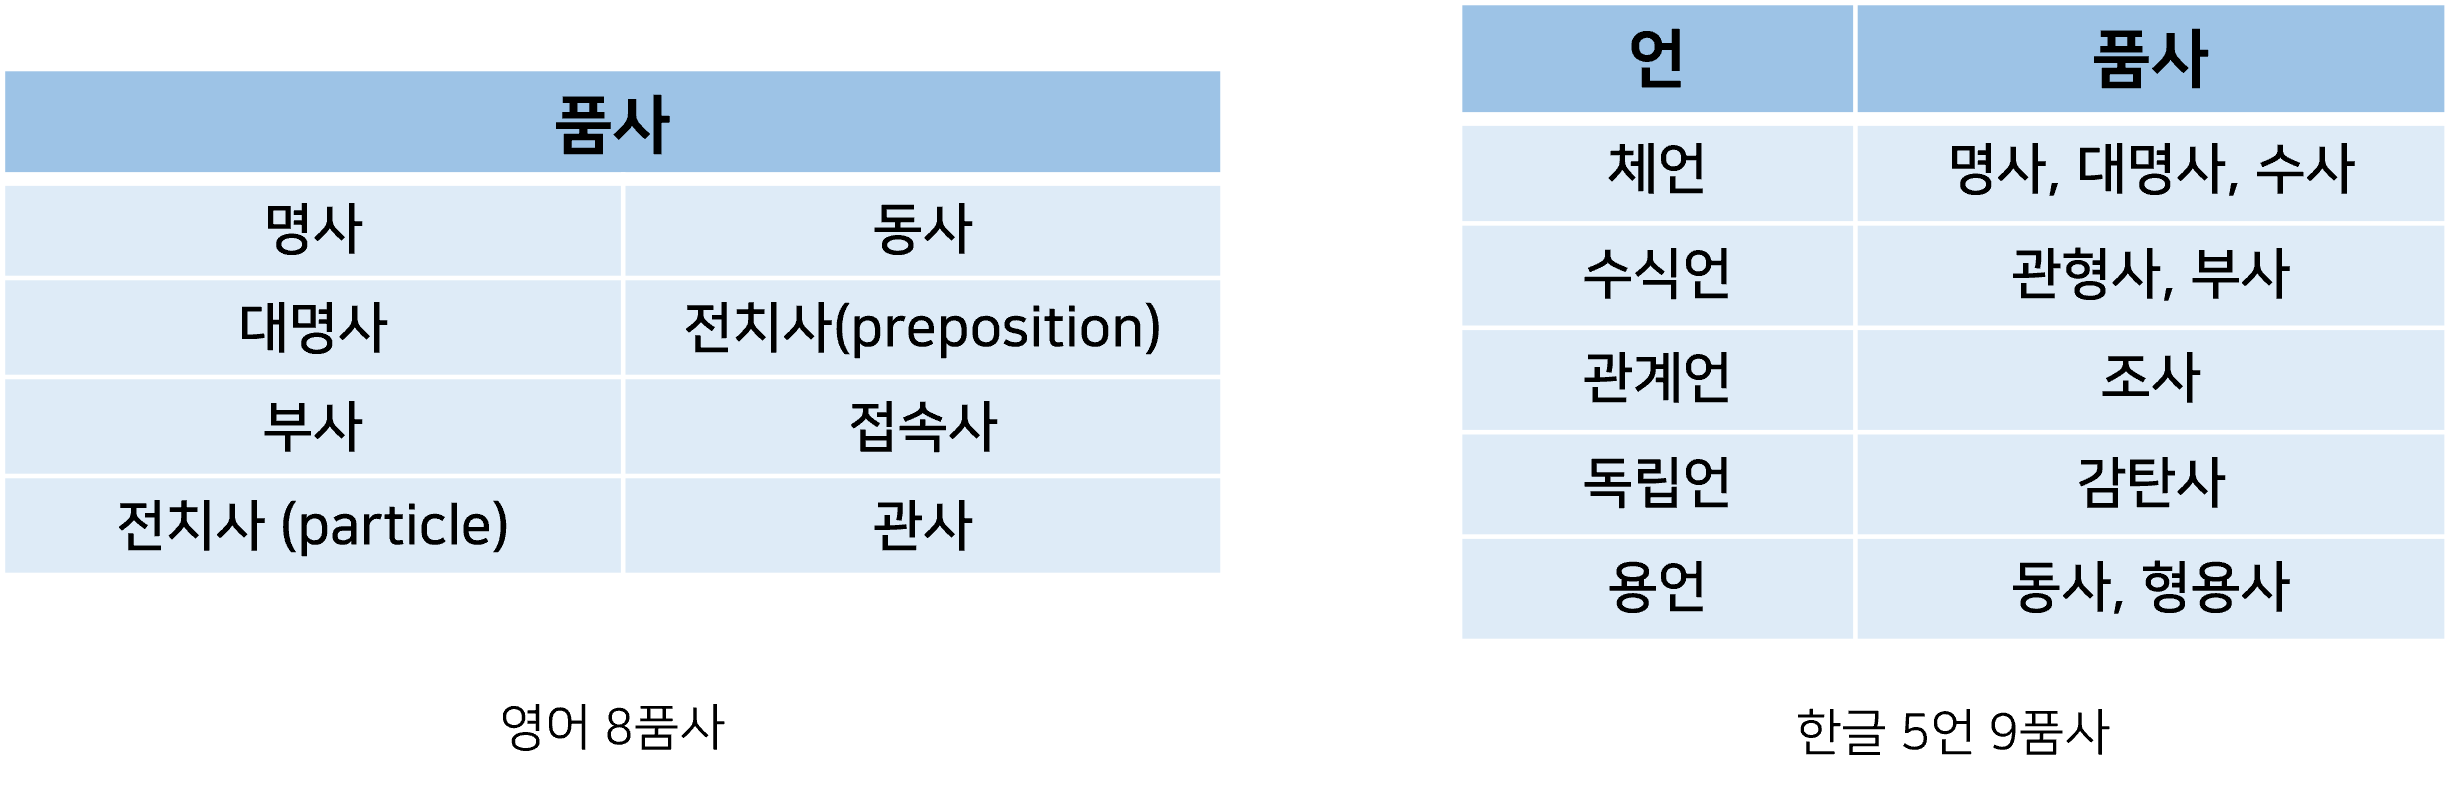 품사
명사 동사
대명사 전치사(preposition)
부사 접속사
전치사 (particle) 관사
영어 8품사
언 품사
체언 명사, 대명사, 수사
수식언 관형사, 부사
관계언 조사
독립언 감탄사
용언 동사, 형용사
한글 5언 9품사